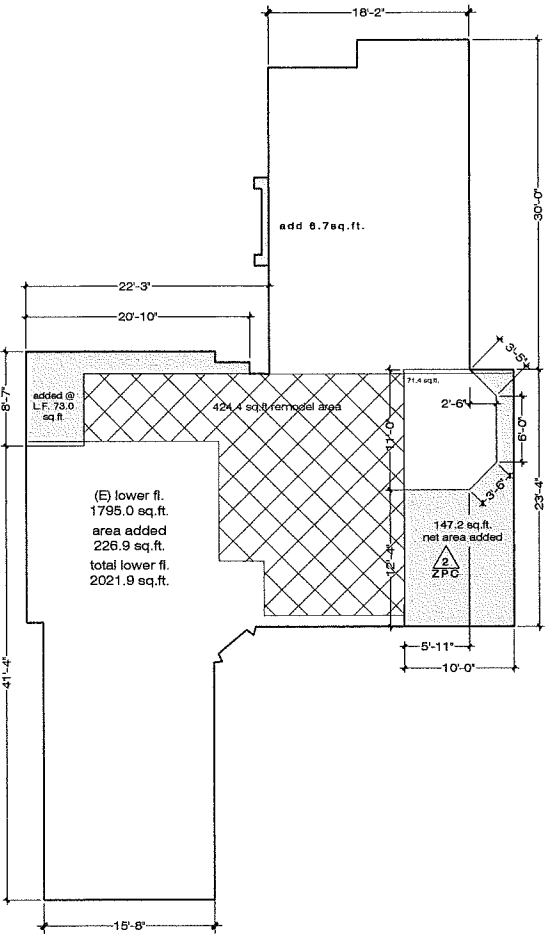 18'-2"
30'-0"
add 6.7sq.ft.
22'-3"
20'-10"
3'-5"
8'-7"
added @
L.F. 73.0
sq.ft
424.4 sq.ft remodel area
71.4 sq.ft.
2'-6"
11'-0"
6'-0"
23'-4"
3'-6"
(E) lower fl.
1795.0 sq.ft.
area added
226.9 sq.ft.
total lower fl.
2021.9 sq.ft.
147.2 sq.ft.
net area added
2
ZPC
12'-4"
5'-11"
10'-0"
41'-4"
15'-8"